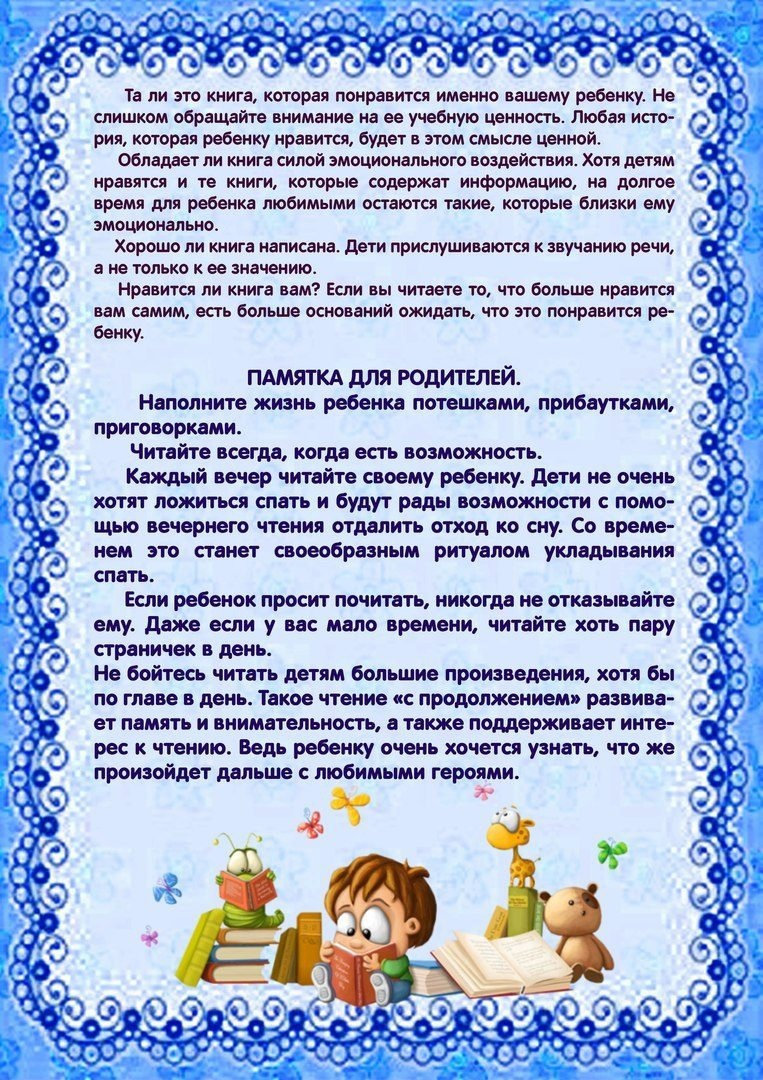 Та ли это книга, которая понравится именно вашему ребенку. Не
слишком обращайте внимание на ее учебную ценность. Любая исто-
рия, которая ребенку нравится, будет в этом смысле ценной.
Обладает ли книга силой эмоционального воздействия. Хотя детям
нравятся и те книги, которые содержат информацию, на долгое
время для ребенка любимыми остаются такие, которые близки ему
эмоционально.
Хорошо ли книга написана. Дети прислушиваются к звучанию речи,
а не только к ее значению.
Нравится ли книга вам? Если вы читаете то, что больше нравится
вам самим, есть больше оснований ожидать, что это понравится ре-
бенку.
ПАМЯТКА ДЛЯ РОДИТЕЛЕЙ.
Наполните жизнь ребенка потешками, прибаутками,
приговорками.
Читайте всегда, когда есть возможность.
Каждый вечер читайте своему ребенку. Дети не очень
хотят ложиться спать и будут рады возможности с помо-
щью вечернего чтения отдалить отход ко сну. Со време-
нем это станет своеобразным ритуалом укладывания
спать.
Если ребенок просит почитать, никогда не отказывайте
ему. Даже если у вас мало времени, читайте хоть пару
страничек в день.
Не бойтесь читать детям большие произведения, хотя бы
по главе в день. Такое чтение «с продолжением» развива-
ет память и внимательность, а также поддерживает инте-
рес к чтению. Ведь ребенку очень хочется узнать, что же
произойдет дальше с любимыми героями.